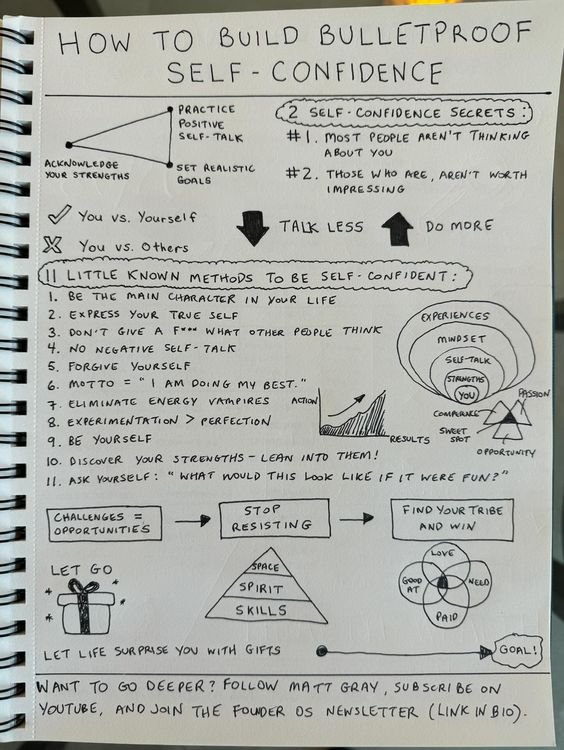 HOW TO BUILD BULLETPROOF
SELF-CONFIDENCE
PRACTICE
POSITIVE
SELF-TALK
ACKNOWLEDGE
YOUR STRENGTHS
SET REALISTIC
GOALS
2 SELF-CONFIDENCE SECRETS:
#1. MOST PEOPLE AREN'T THINKING
ABOUT YOU
#2. THOSE WHO ARE, AREN'T WORTH
IMPRESSING
You vs. Yourself
You vs. Others
TALK LESS
DO MORE
11 LITTLE KNOWN METHODS TO BE SELF-CONFIDENT:
1. BE THE MAIN CHARACTER IN YOUR LIFE
2. EXPRESS YOUR TRUE SELF
3. DON'T GIVE A F*** WHAT OTHER PEOPLE THINK
4. NO NEGATIVE SELF-TALK
5. FORGIVE YOURSELF
6. MOTTO = "I AM DOING MY BEST."
7. ELIMINATE ENERGY VAMPIRES
8. EXPERIMENTATION > PERFECTION
9. BE YOURSELF
10. DISCOVER YOUR STRENGTHS - LEAN INTO THEM!
11. ASK YOURSELF: "WHAT WOULD THIS LOOK LIKE IF IT WERE FUN?"
ACTION
RESULTS
EXPERIENCES
MINDSET
SELF-TALK
STRENGTHS
YOU
PASSION
COMPETENCE
SWEET
SPOT
OPPORTUNITY
CHALLENGES =
OPPORTUNITIES
STOP
RESISTING
FIND YOUR TRIBE
AND WIN
LET GO
SPACE
SPIRIT
SKILLS
LOVE
GOOD
AT
NEED
PAID
LET LIFE SURPRISE YOU WITH GIFTS
GOAL!
WANT TO GO DEEPER? FOLLOW MATT GRAY, SUBSCRIBE ON
YOUTUBE, AND JOIN THE FOUNDER OS NEWSLETTER (LINK IN BIO).